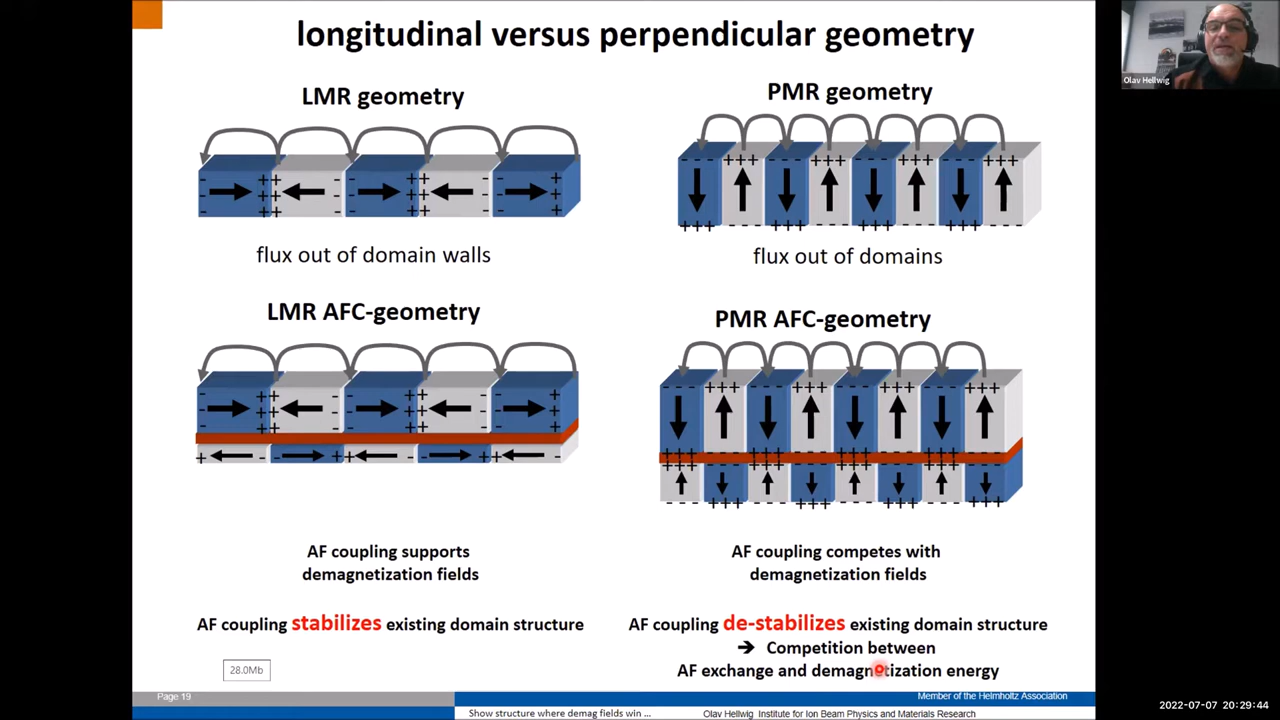 longitudinal versus perpendicular geometry
Olav Hellwig
LMR geometry
PMR geometry
flux out of domain walls
flux out of domains
LMR AFC-geometry
PMR AFC-geometry
AF coupling supports
demagnetization fields
AF coupling competes with
demagnetization fields
AF coupling stabilizes existing domain structure
AF coupling de-stabilizes existing domain structure
➔ Competition between
AF exchange and demagnetization energy
28.0Mb
Page 19
Member of the Helmholtz Association
Show structure where demag fields win ...
Olav Hellwig Institute for Ion Beam Physics and Materials Research
2022-07-07 20:29:44